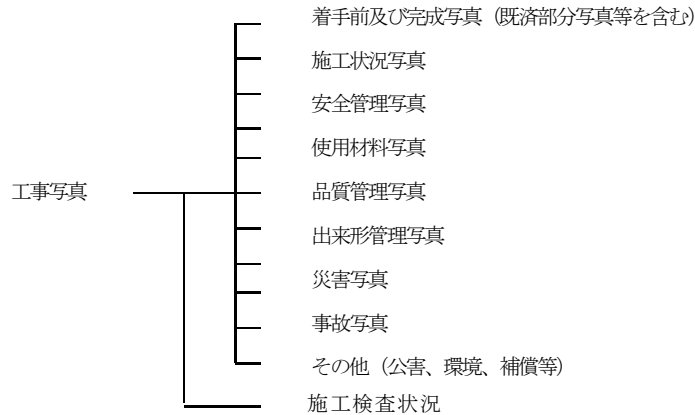 着手前及び完成写真（既済部分写真等を含む）
施工状況写真
安全管理写真
使用材料写真
工事写真
品質管理写真
出来形管理写真
災害写真
事故写真
その他（公害、環境、補償等）
施工検査状況